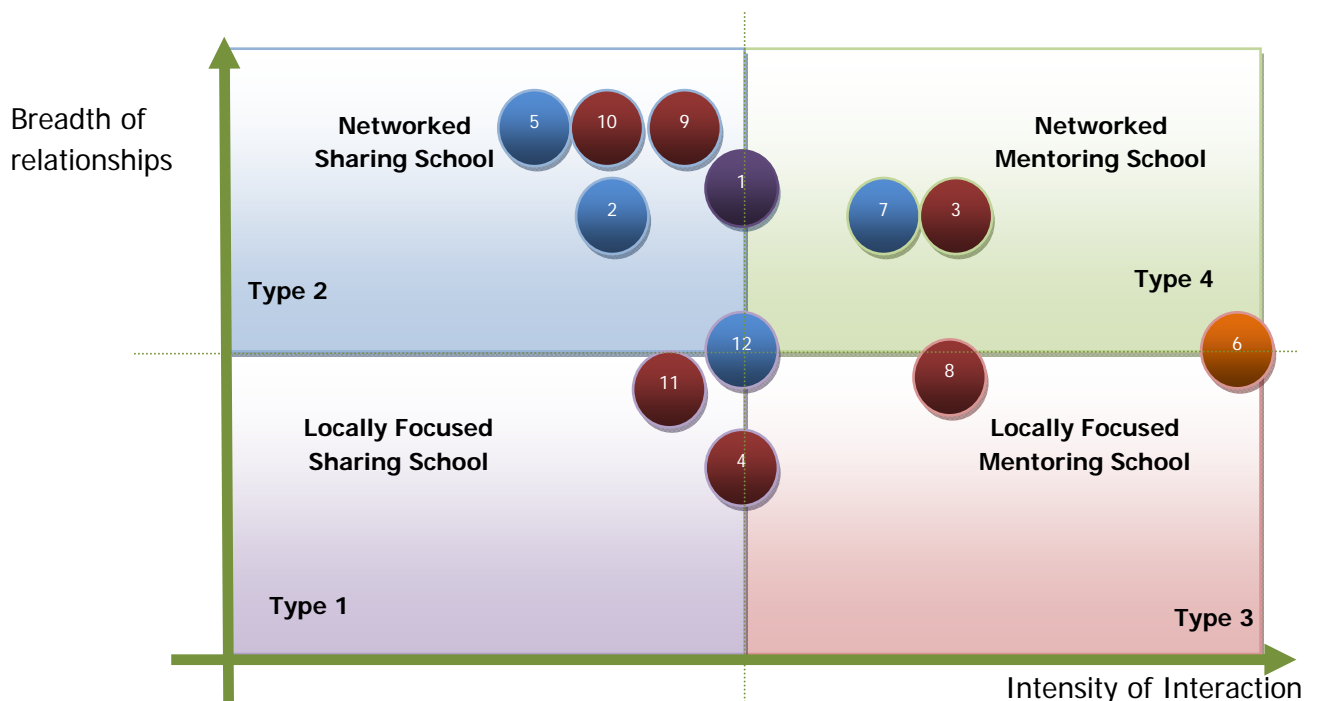 Breadth of
relationships
Networked
Sharing School
5
10
9
1
2
Type 2
Networked
Mentoring School
7
3
Type 4
12
6
11
8
4
Locally Focused
Sharing School
Type 1
Locally Focused
Mentoring School
Type 3
Intensity of Interaction